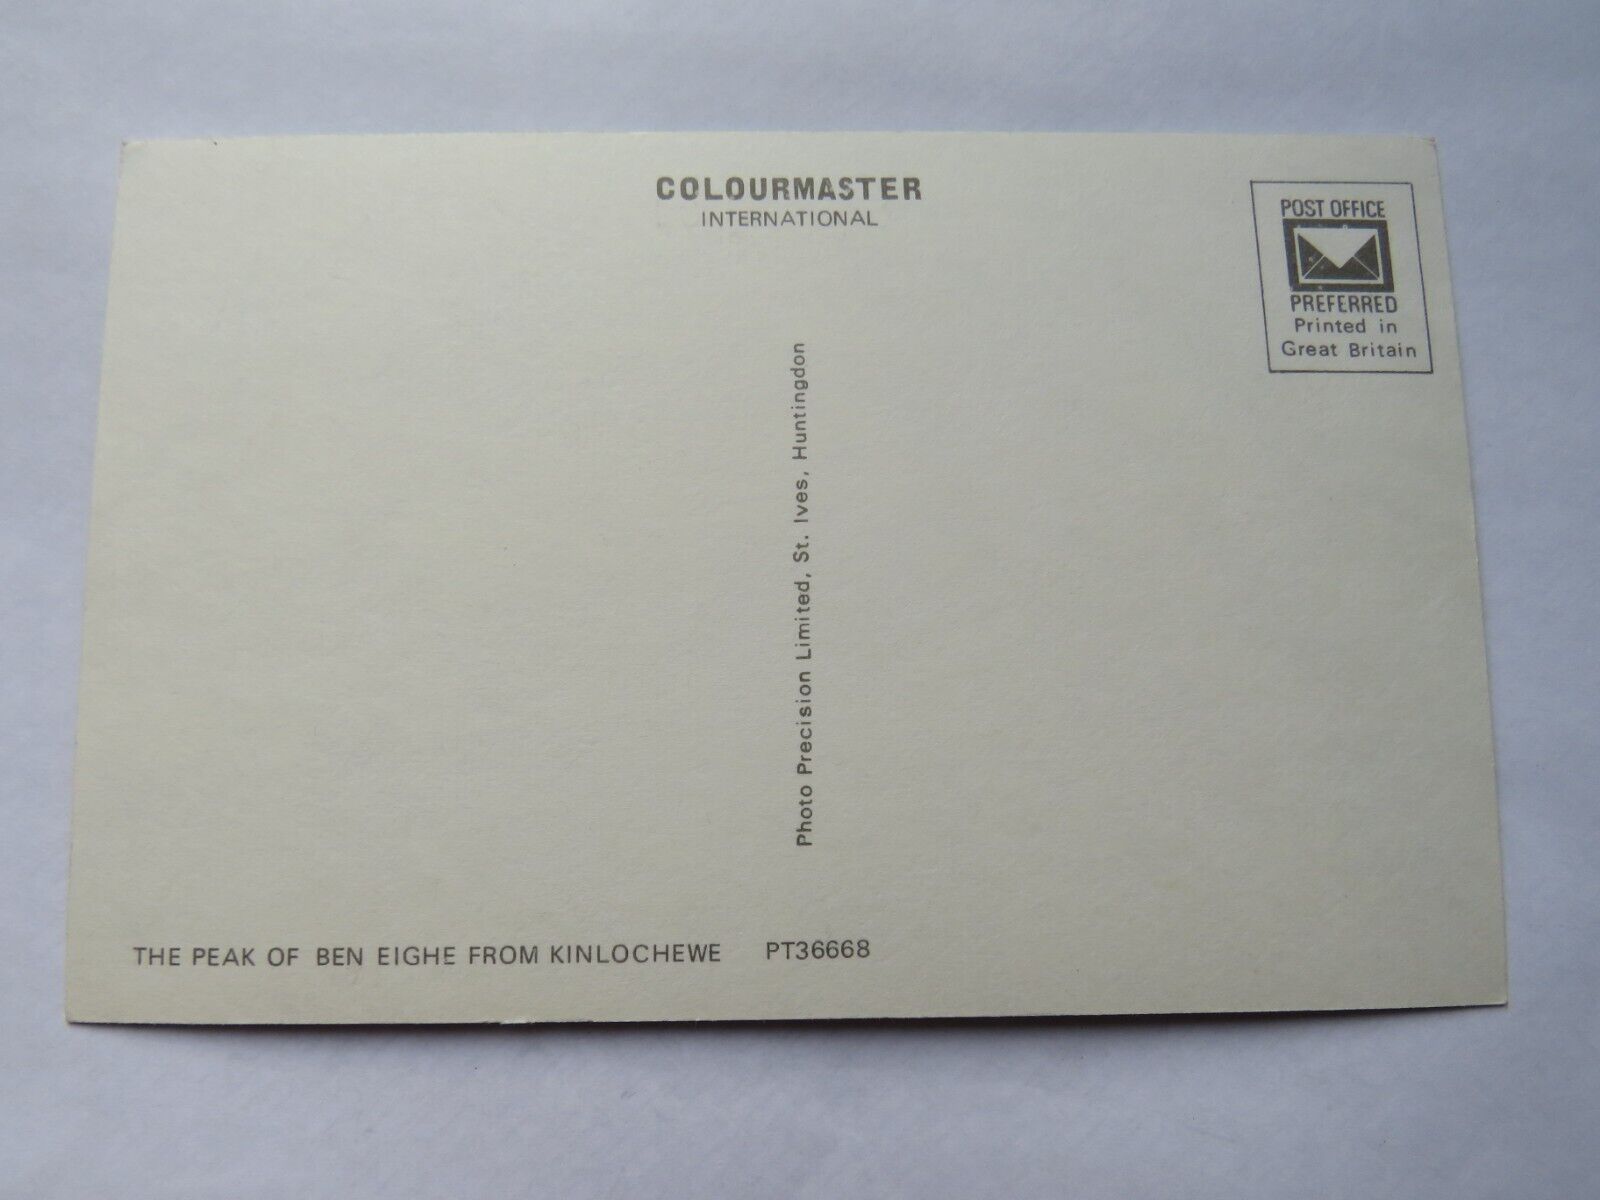 COLOURMASTER
INTERNATIONAL
POST OFFICE
PREFERRED
Printed in
Great Britain
Photo Precision Limited, St. Ives, Huntingdon
THE PEAK OF BEN EIGHE FROM KINLOCHEWE PT36668